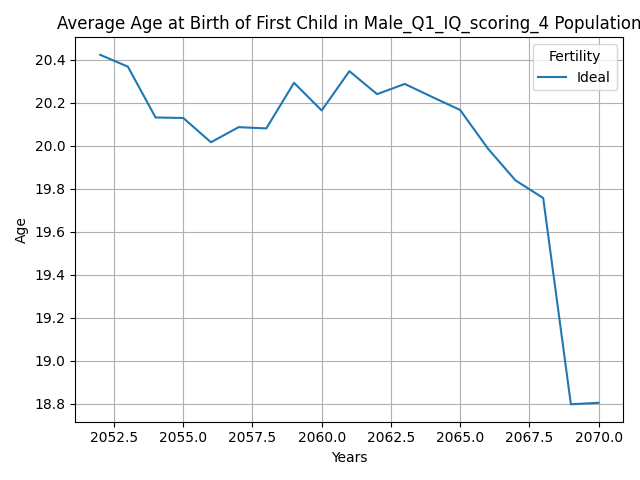 Average Age at Birth of First Child in Male_Q1_IQ_scoring_4 Population
Fertility
Ideal
20.4
20.2
20.0
19.8
19.6
19.4
19.2
19.0
18.8
Age
2052.5 2055.0 2057.5 2060.0 2062.5 2065.0 2067.5 2070.0
Years